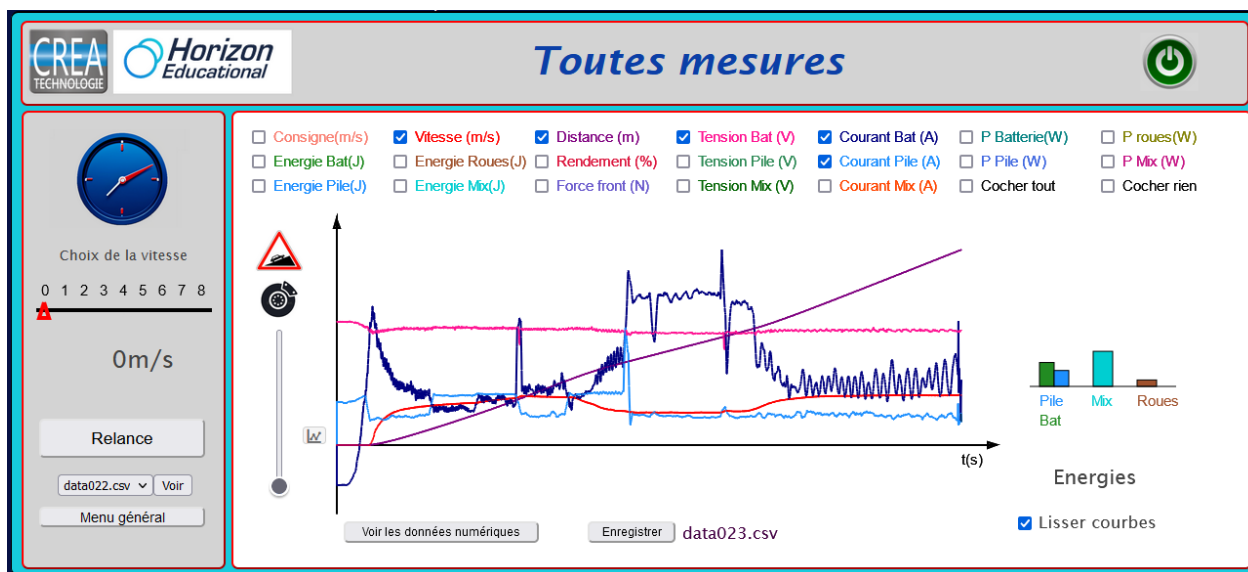 CREA
TECHNOLOGIE
Horizon
Educational
Toutes mesures
Choix de la vitesse
0 1 2 3 4 5 6 7 8
0m/s
Relance
data022.csv Voir
Menu général
Consigne(m/s) Vitesse (m/s) Distance (m) Tension Bat (V) Courant Bat (A) P Batterie(W) P roues(W)
Energie Bat(J) Energie Roues(J) Rendement (%) Tension Pile (V) Courant Pile (A) P Pile (W) P Mix (W)
Energie Pile(J) Energie Mix(J) Force front (N) Tension Mix (V) Courant Mix (A) Cocher tout Cocher rien
t(s)
Pile Mix Roues
Bat
Energies
Lisser courbes
Voir les données numériques Enregistrer data023.csv